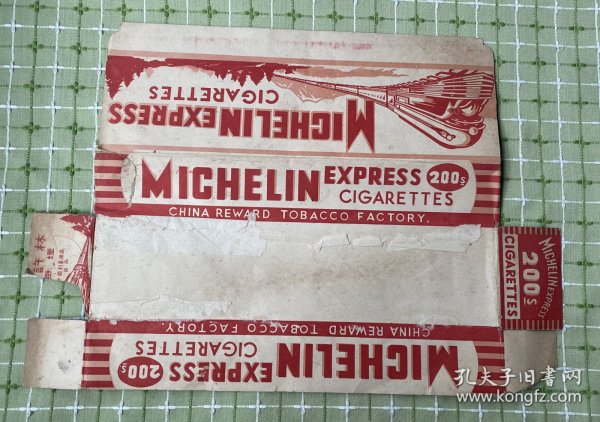 CIGARETTES
MICHELIN EXPRESS
MICHELIN EXPRESS 200s
CIGARETTES
CHINA REWARD TOBACCO FACTORY.
MICHELIN EXPRESS
200s
CIGARETTES
CHINA REWARD TOBACCO FACTORY.
CIGARETTES
MICHELIN EXPRESS 200s
孔夫子旧书网
www.kongfz.com